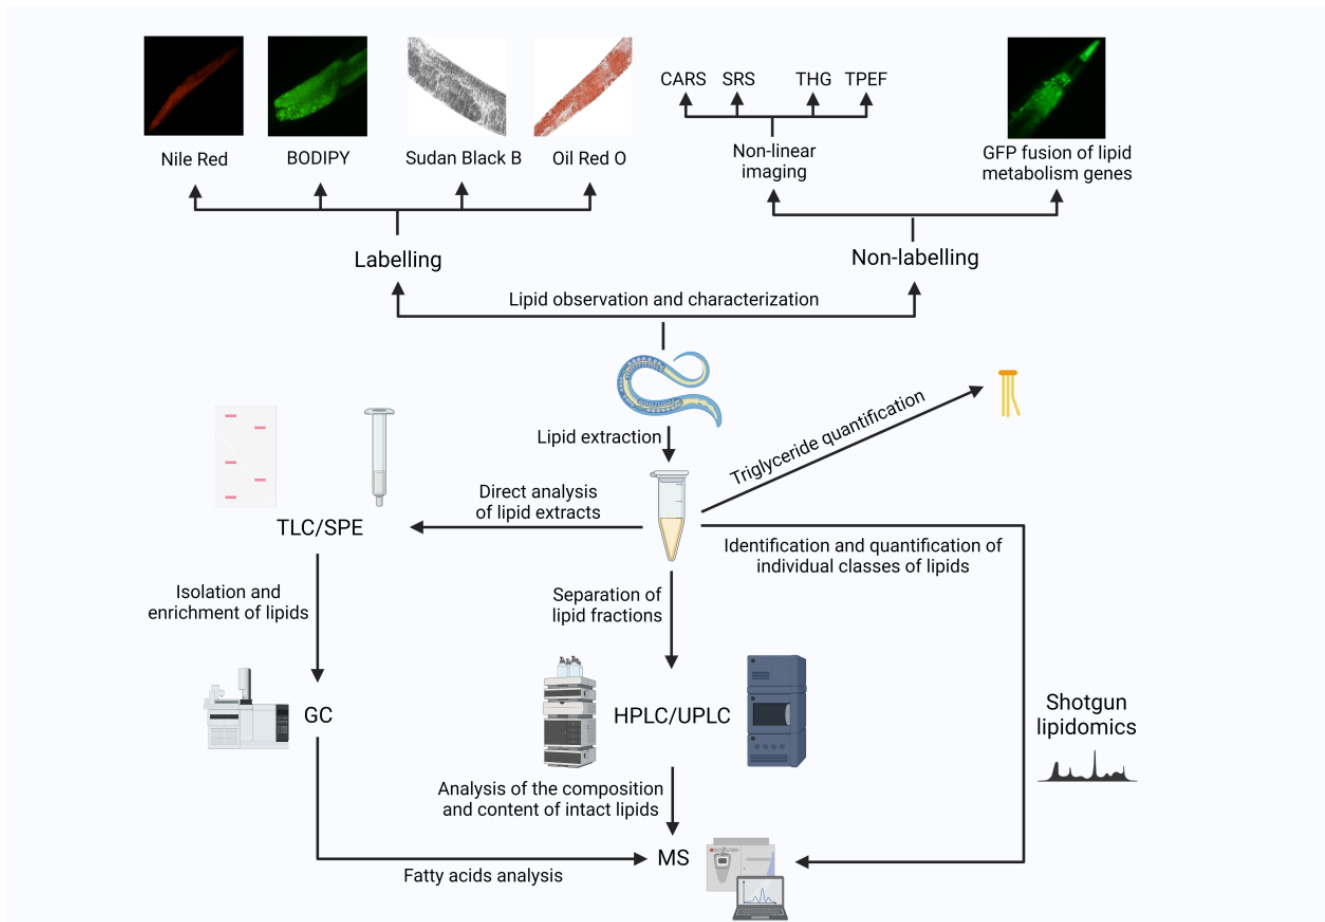 CARS SRS THG TPEF
Nile Red BODIPY Sudan Black B Oil Red O
Non-linear
imaging
GFP fusion of lipid
metabolism genes
Labelling
Non-labelling
Lipid observation and characterization
Lipid extraction
Triglyceride quantification
Direct analysis
of lipid extracts
TLC/SPE
Identification and quantification of
individual classes of lipids
Isolation and
enrichment of lipids
Separation of
lipid fractions
GC
HPLC/UPLC
Shotgun
lipidomics
Analysis of the composition
and content of intact lipids
MS
Fatty acids analysis